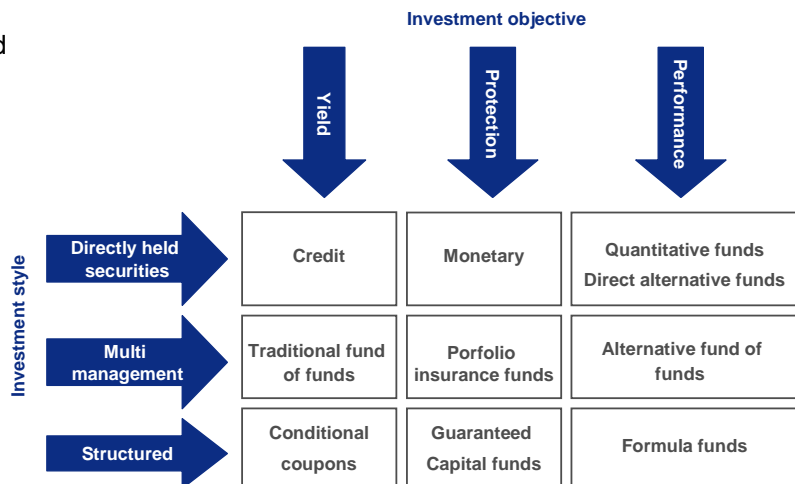 Investment objective
d
Yield
Protection
Performance
Investment style
Directly held
securities
Credit
Monetary
Quantitative funds
Direct alternative funds
Multi
management
Traditional fund
of funds
Porfolio
insurance funds
Alternative fund of
funds
Structured
Conditional
coupons
Guaranteed
Capital funds
Formula funds